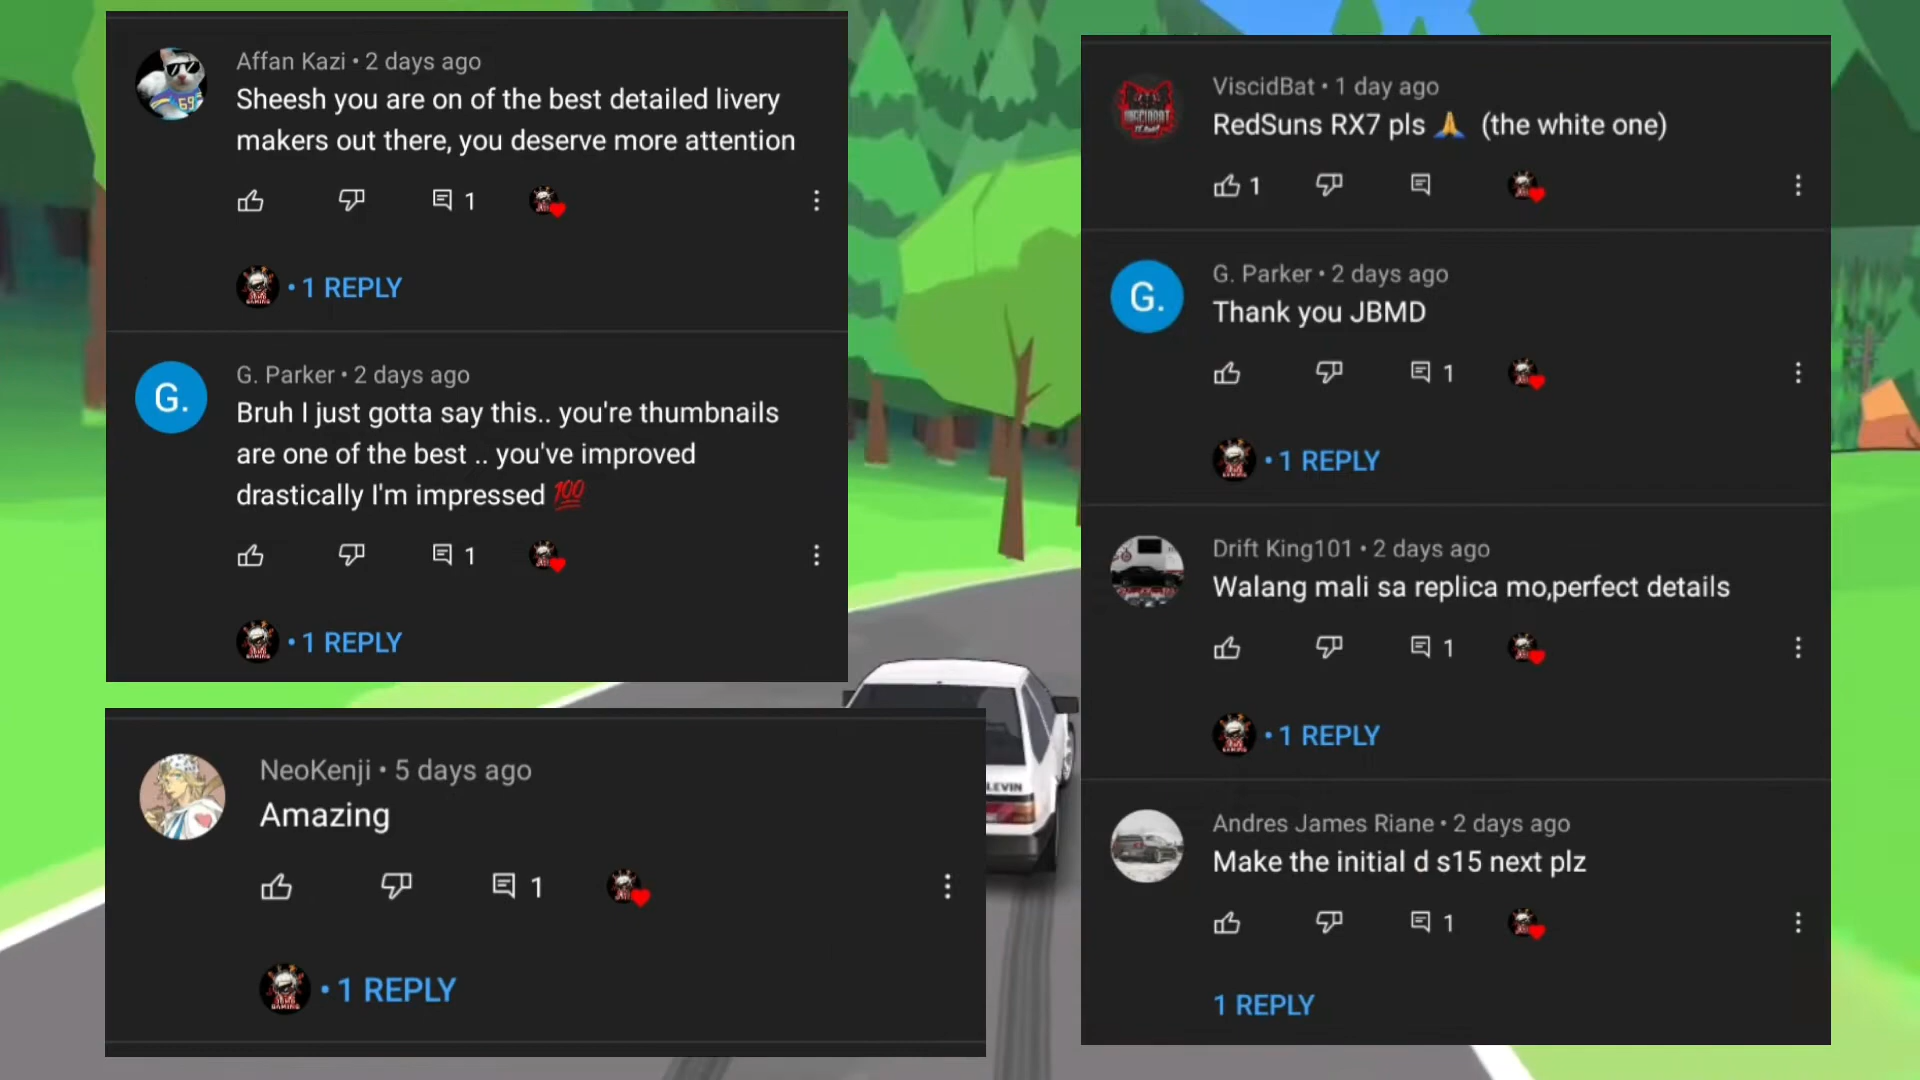 Affan Kazi • 2 days ago
Sheesh you are on of the best detailed livery
makers out there, you deserve more attention
1
• 1 REPLY
G.
G. Parker • 2 days ago
Bruh I just gotta say this.. you're thumbnails
are one of the best .. you've improved
drastically I'm impressed 💯
1
• 1 REPLY
NeoKenji • 5 days ago
Amazing
1
• 1 REPLY
LEVIN
ViscidBat • 1 day ago
RedSuns RX7 pls 🙏 (the white one)
1
G.
G. Parker • 2 days ago
Thank you JBMD
1
• 1 REPLY
Drift King101 • 2 days ago
Walang mali sa replica mo,perfect details
1
• 1 REPLY
Andres James Riane • 2 days ago
Make the initial d s15 next plz
1
1 REPLY